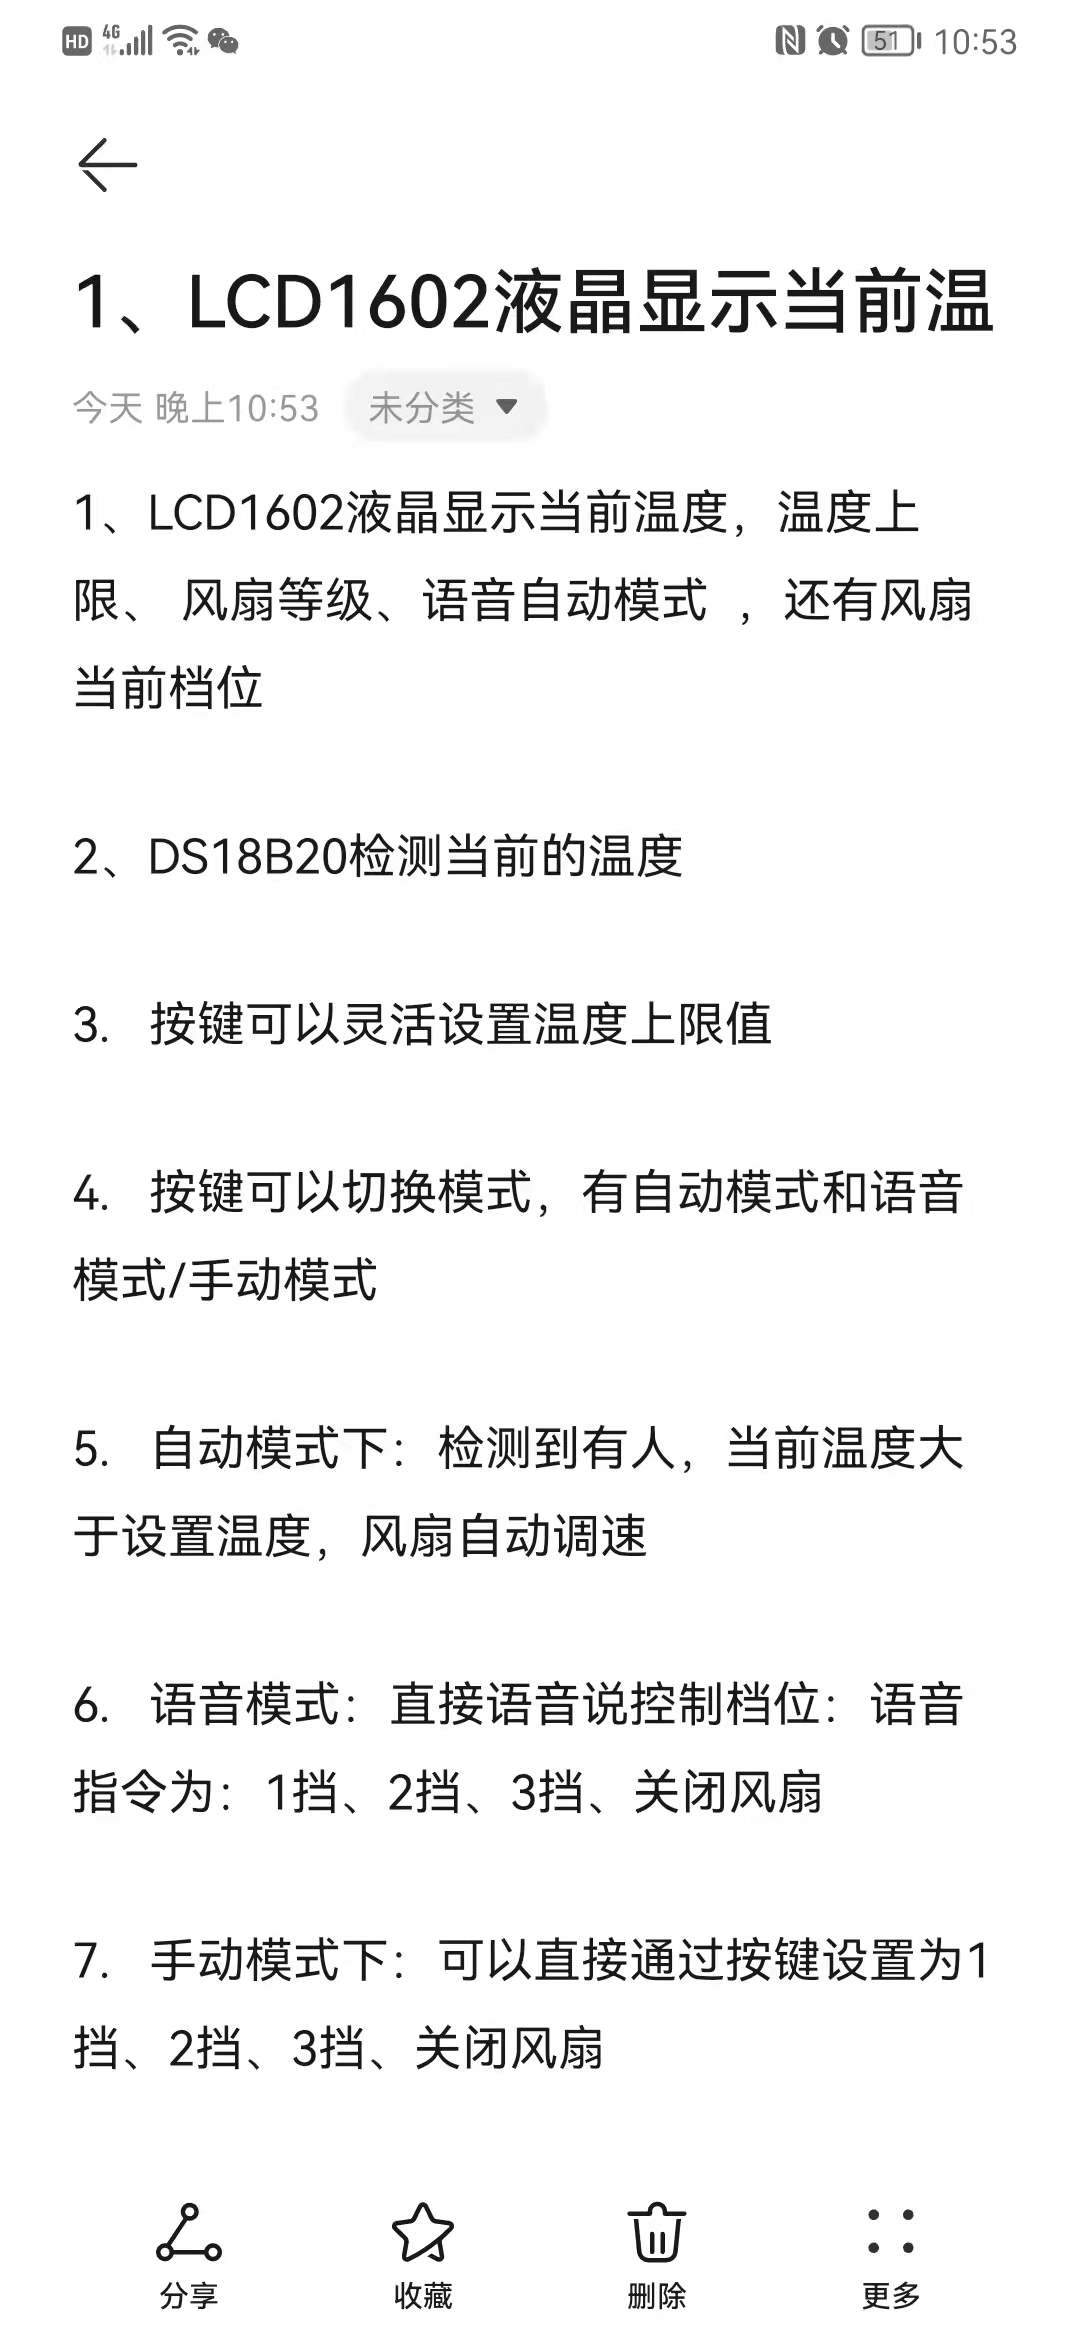 HD 4G 51 10:53
1、LCD1602液晶显示当前温
今天 晚上10:53 未分类
1、LCD1602液晶显示当前温度，温度上
限、 风扇等级、语音自动模式 ，还有风扇
当前档位
2、DS18B20检测当前的温度
3. 按键可以灵活设置温度上限值
4. 按键可以切换模式，有自动模式和语音
模式/手动模式
5. 自动模式下：检测到有人，当前温度大
于设置温度，风扇自动调速
6. 语音模式：直接语音说控制档位：语音
指令为：1挡、2挡、3挡、关闭风扇
7. 手动模式下：可以直接通过按键设置为1
挡、2挡、3挡、关闭风扇
分享 收藏 删除 更多